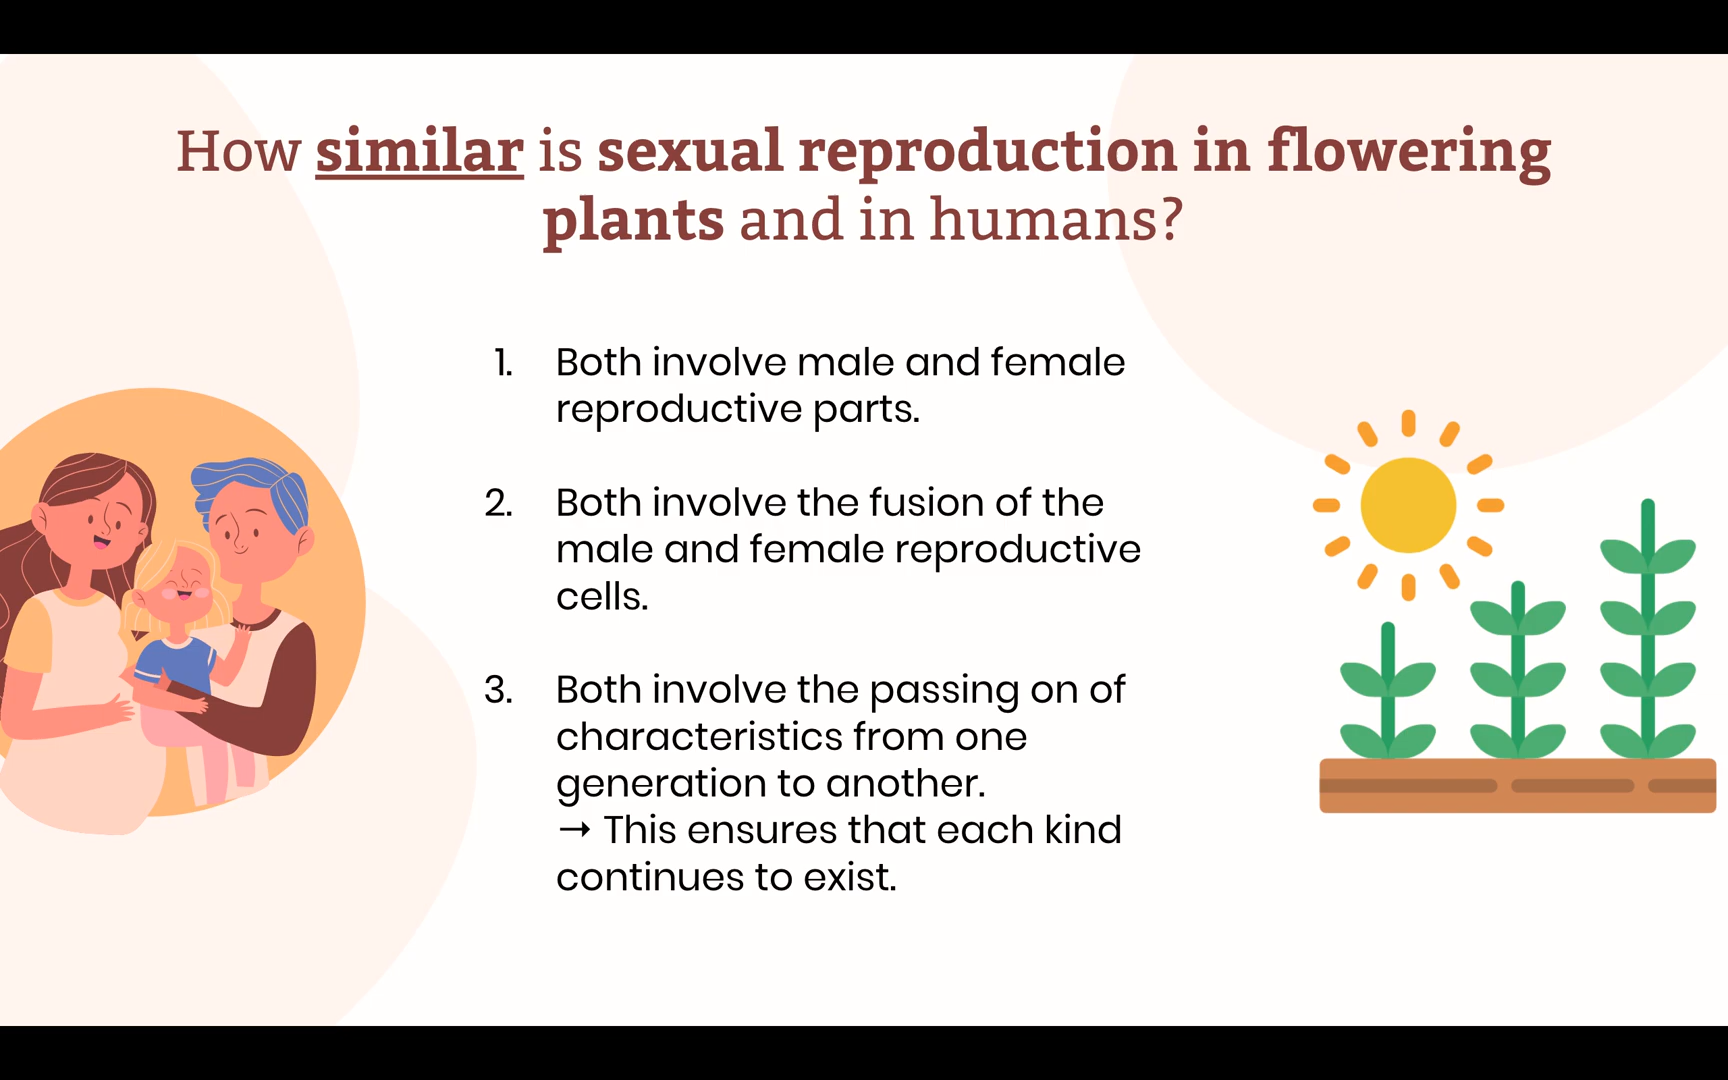 How similar is sexual reproduction in flowering
plants and in humans?
1. Both involve male and female
reproductive parts.
2. Both involve the fusion of the
male and female reproductive
cells.
3. Both involve the passing on of
characteristics from one
generation to another.
→ This ensures that each kind
continues to exist.